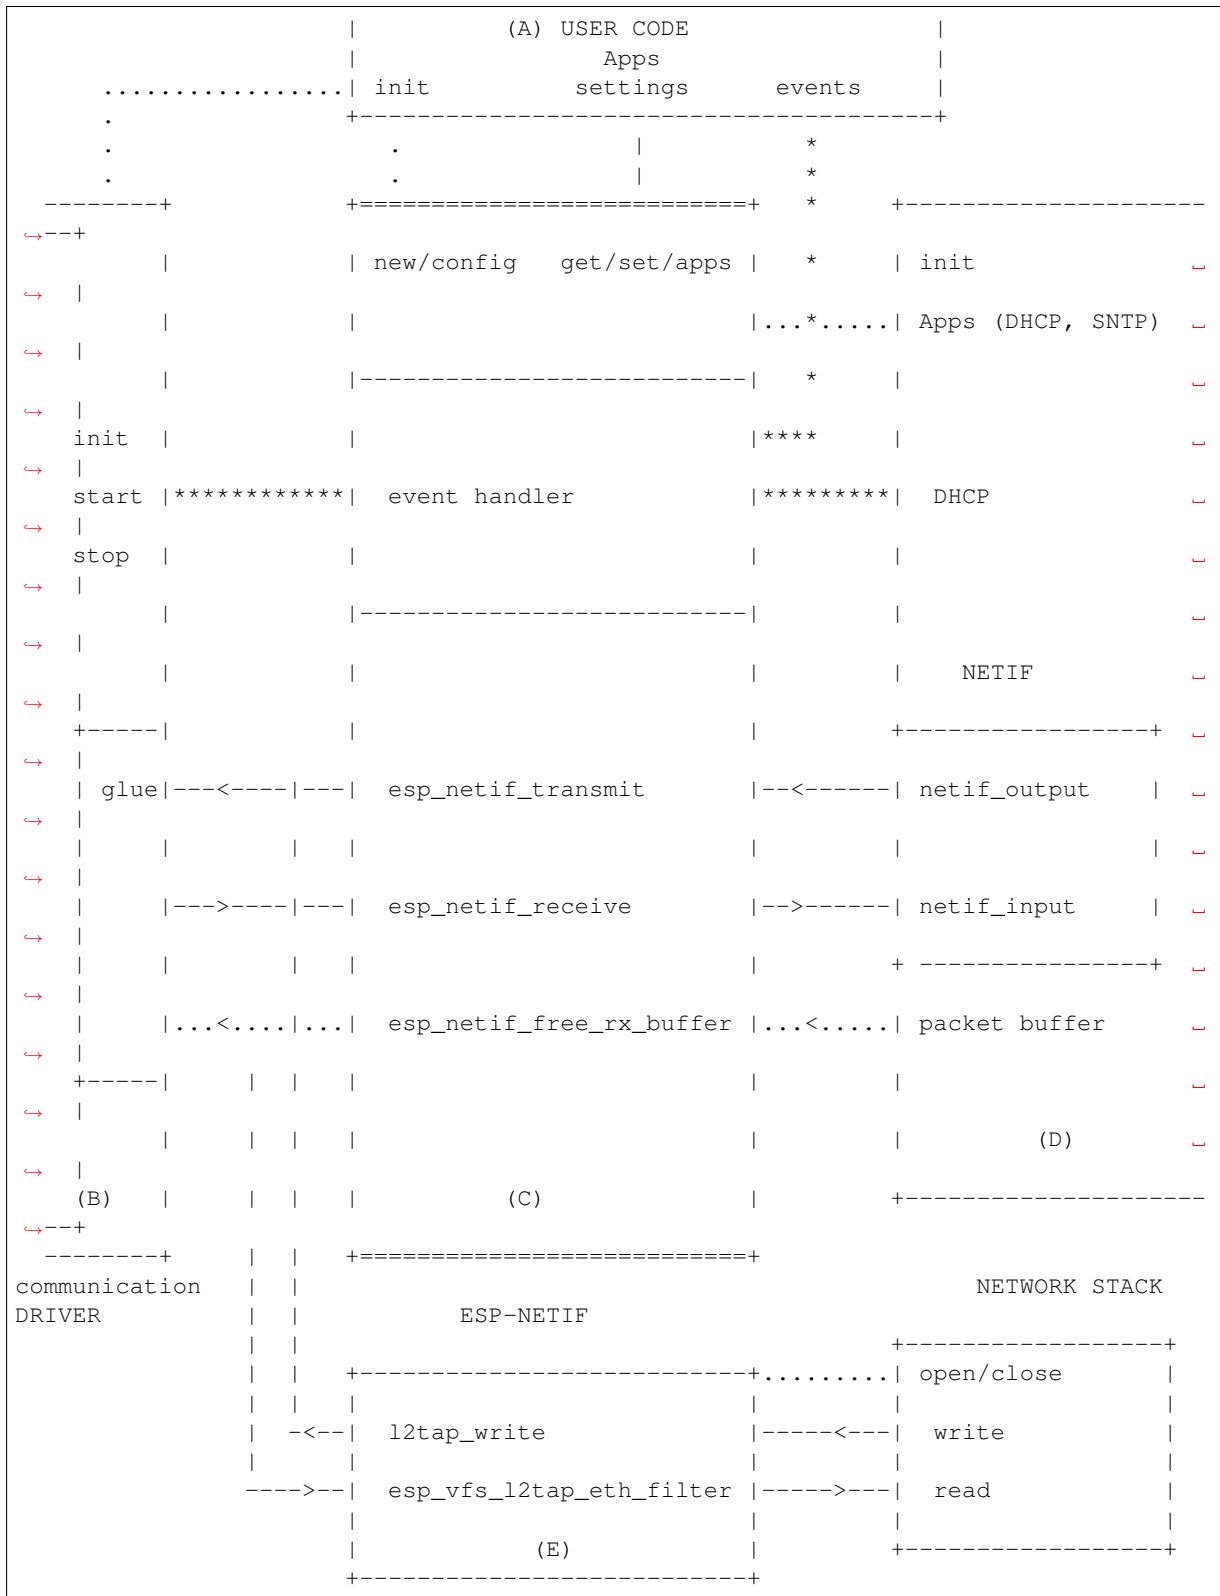 |          (A) USER CODE                 |
                       |                 Apps                   |
      .................| init          settings      events     |
      .                +----------------------------------------+
      .                   .                |           *
      .                   .                |           *
  --------+            +===========================+   *     +---------------------
↪--+
          |            | new/config   get/set/apps |   *     | init               ␣
↪   |
          |            |                           |...*.....| Apps (DHCP, SNTP)  ␣
↪   |
          |            |---------------------------|   *     |                    ␣
↪   |
    init  |            |                           |****     |                    ␣
↪   |
    start |************|  event handler            |*********|  DHCP              ␣
↪   |
    stop  |            |                           |         |                    ␣
↪   |
          |            |---------------------------|         |                    ␣
↪   |
          |            |                           |         |    NETIF           ␣
↪   |
    +-----|            |                           |         +-----------------+  ␣
↪   |
    | glue|---<----|---|  esp_netif_transmit       |--<------| netif_output    |  ␣
↪   |
    |     |        |   |                           |         |                 |  ␣
↪   |
    |     |--->----|---|  esp_netif_receive        |-->------| netif_input     |  ␣
↪   |
    |     |        |   |                           |         + ----------------+  ␣
↪   |
    |     |...<....|...|  esp_netif_free_rx_buffer |...<.....| packet buffer      ␣
↪   |
    +-----|     |  |   |                           |         |                    ␣
↪   |
          |     |  |   |                           |         |         (D)        ␣
↪   |
    (B)   |     |  |   |          (C)              |         +---------------------
↪--+
  --------+     |  |   +===========================+
communication   |  |                                               NETWORK STACK
DRIVER          |  |           ESP-NETIF
                |  |                                         +------------------+
                |  |   +---------------------------+.........| open/close       |
                |  |   |                           |         |                  |
                |  -<--|  l2tap_write              |-----<---|  write           |
                |      |                           |         |                  |
                ---->--|  esp_vfs_l2tap_eth_filter |----->---|  read            |
                       |                           |         |                  |
                       |            (E)            |         +------------------+
                       +---------------------------+